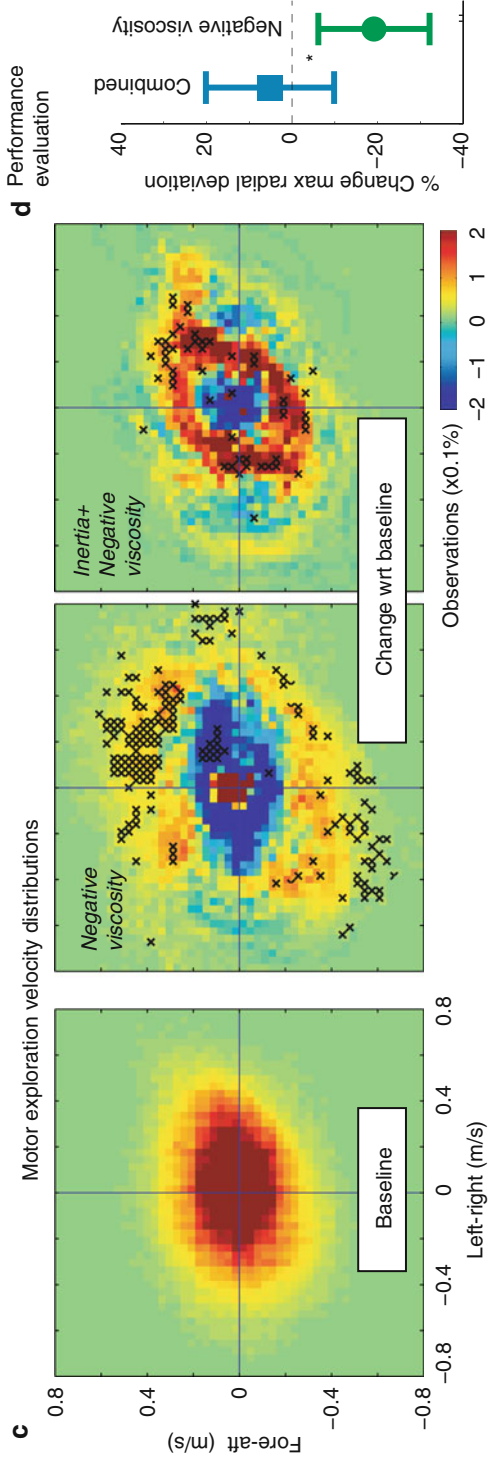 c
Motor exploration velocity distributions
Fore-aft (m/s)
0.8
0.4
0
−0.4
−0.8
−0.8
−0.4
0
0.4
0.8
Left-right (m/s)
Baseline
Negative
viscosity
Inertia+
Negative
viscosity
Change wrt baseline
−2
−1
0
1
2
Observations (x0.1%)
d
Performance
evaluation
% Change max radial deviation
40
20
0
−20
−40
Combined
Negative viscosity
*